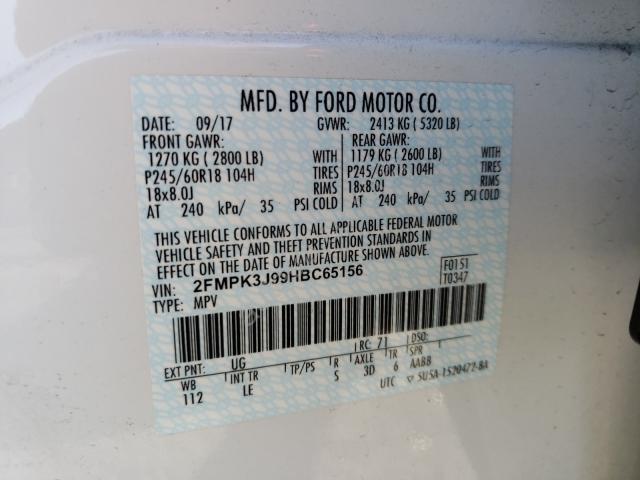 MFD. BY FORD MOTOR CO.
DATE: 09/17 GVWR: 2413 KG ( 5320 LB)
FRONT GAWR: REAR GAWR:
1270 KG ( 2800 LB) WITH 1179 KG ( 2600 LB) WITH
P245/60R18 104H TIRES P245/60R18 104H TIRES
18x8.0J RIMS 18x8.0J RIMS
AT 240 kPa/ 35 PSI COLD AT 240 kPa/ 35 PSI COLD
THIS VEHICLE CONFORMS TO ALL APPLICABLE FEDERAL MOTOR
VEHICLE SAFETY AND THEFT PREVENTION STANDARDS IN
EFFECT ON THE DATE OF MANUFACTURE SHOWN ABOVE.
VIN: 2FMPK3J99HBC65156 F0151
TYPE: MPV T0347
EXT PNT: UG RC: 71 DSO:
WB INT TR TP/PS R AXLE TR SPR
112 LE S 3D 6 AABB
UTC ▽ SU5A-1520472-BA